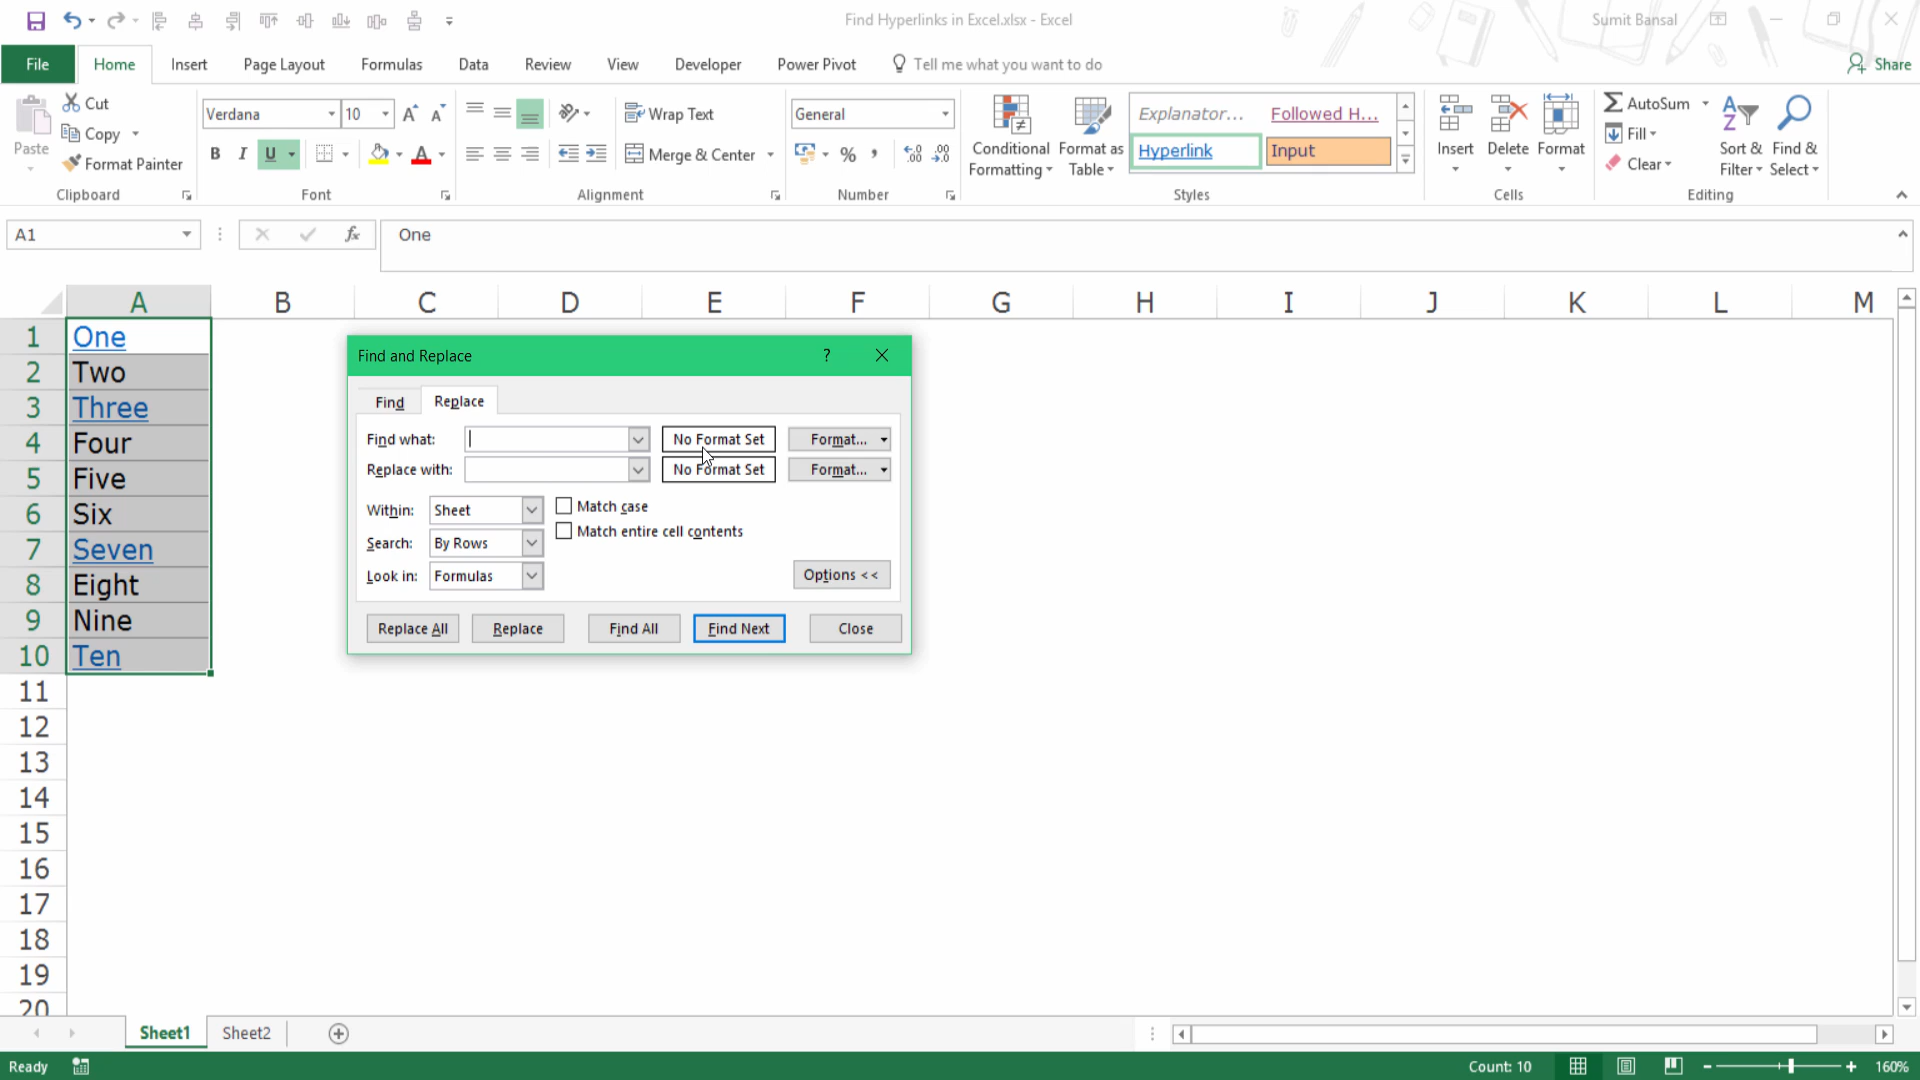 Find Hyperlinks in Excel.xlsx - Excel
Sumit Bansal
File Home Insert Page Layout Formulas Data Review View Developer Power Pivot Tell me what you want to do Share
Paste
Cut
Copy
Format Painter
Clipboard
Verdana 10
B I U
Font
Wrap Text
Merge & Center
Alignment
General
%
Number
Conditional Formatting
Format as Table
Explanator... Followed H...
Hyperlink Input
Styles
Insert Delete Format
Cells
AutoSum
Fill
Clear
Sort & Filter
Find & Select
Editing
A1 fx One
A B C D E F G H I J K L M
1 One
2 Two
3 Three
4 Four
5 Five
6 Six
7 Seven
8 Eight
9 Nine
10 Ten
11
12
13
14
15
16
17
18
19
20
Find and Replace ?
Find Replace
Find what: No Format Set Format...
Replace with: No Format Set Format...
Within: Sheet Match case
Match entire cell contents
Search: By Rows
Look in: Formulas Options <<
Replace All Replace Find All Find Next Close
Sheet1 Sheet2
Ready Count: 10 160%